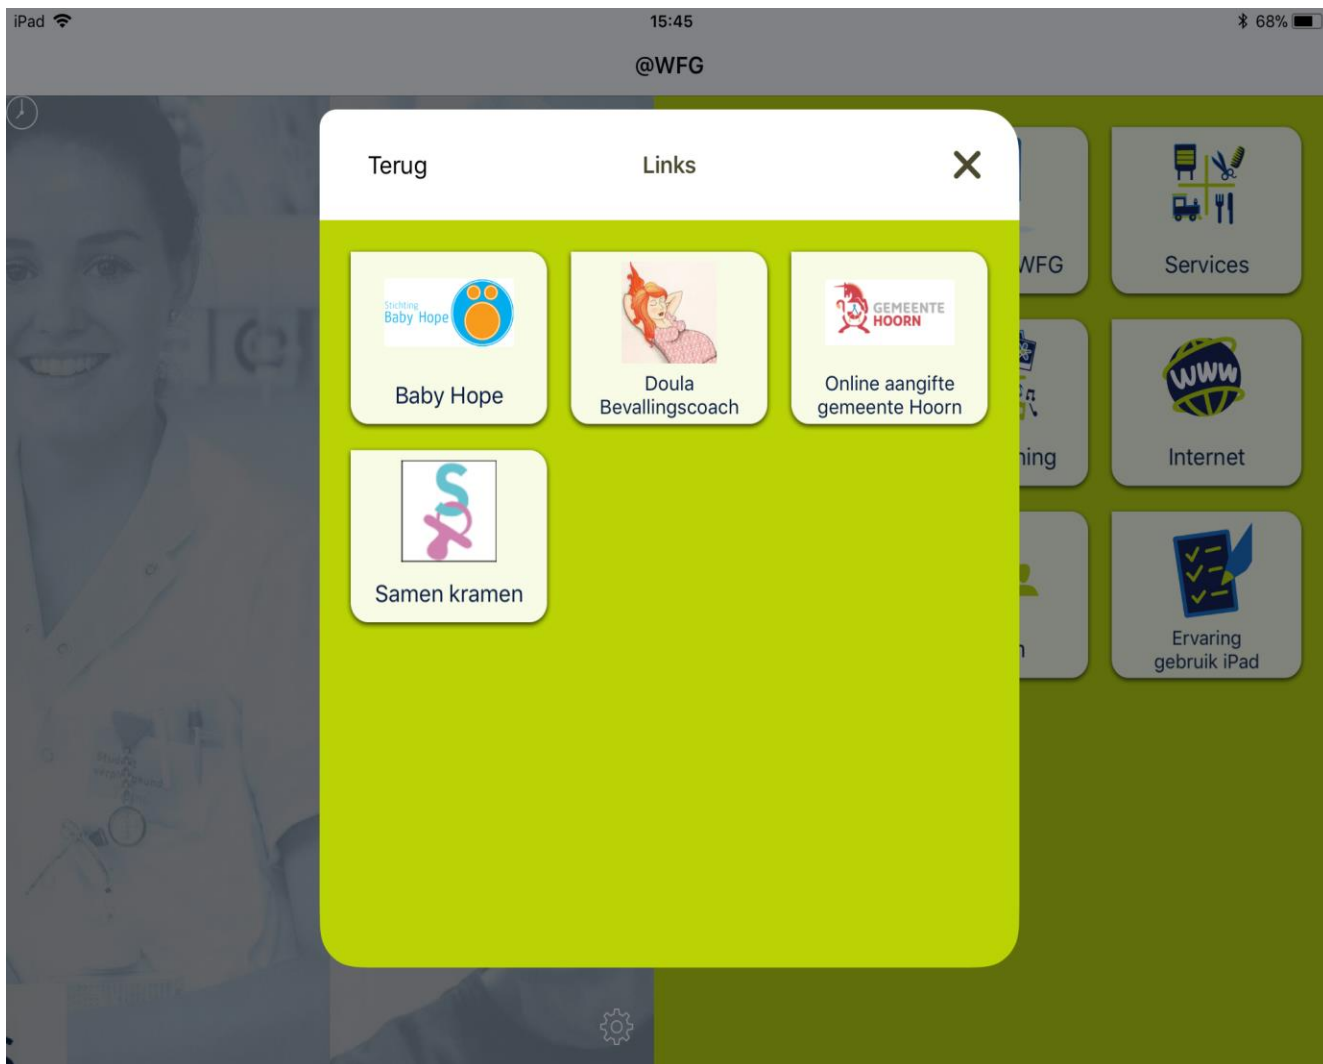 iPad
15:45
68%
@WFG
Terug
Links
Stichting
Baby Hope
Baby Hope
Doula
Bevallingscoach
GEMEENTE
HOORN
Online aangifte
gemeente Hoorn
Samen kramen
WFG
Services
ning
www
Internet
Ervaring
gebruik iPad